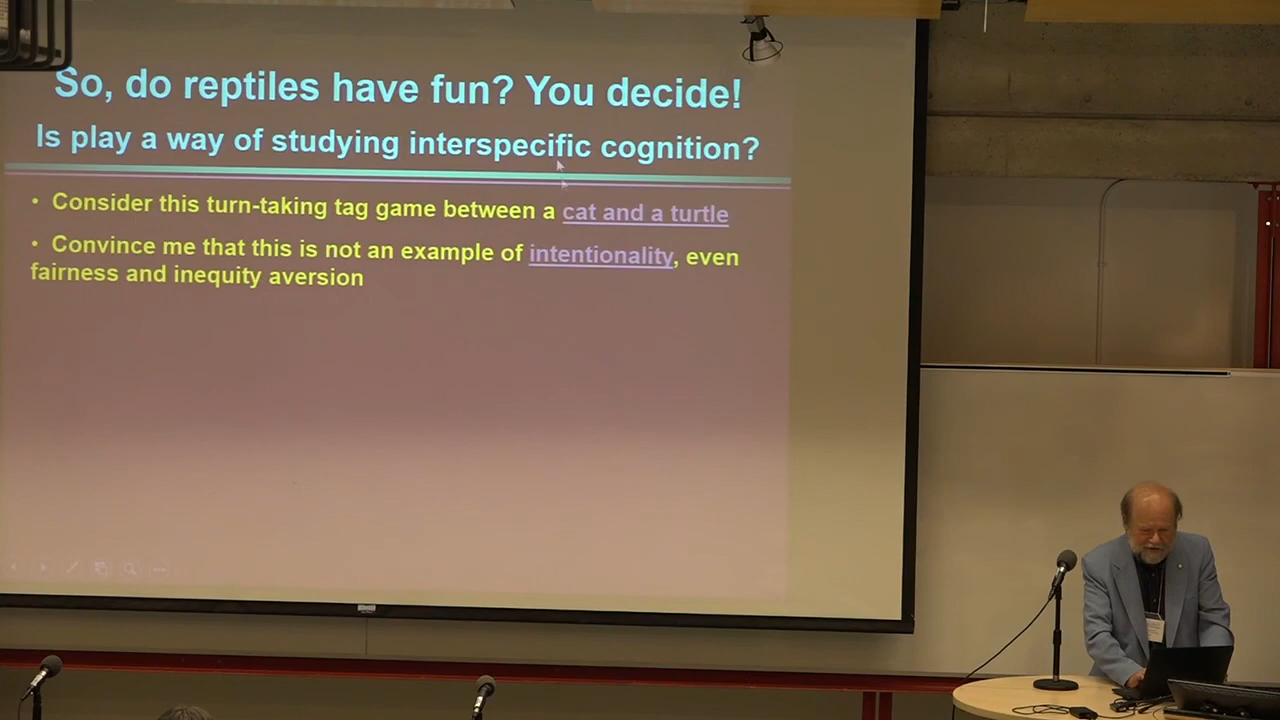 So, do reptiles have fun? You decide!
Is play a way of studying interspecific cognition?
• Consider this turn-taking tag game between a cat and a turtle
• Convince me that this is not an example of intentionality, even
fairness and inequity aversion